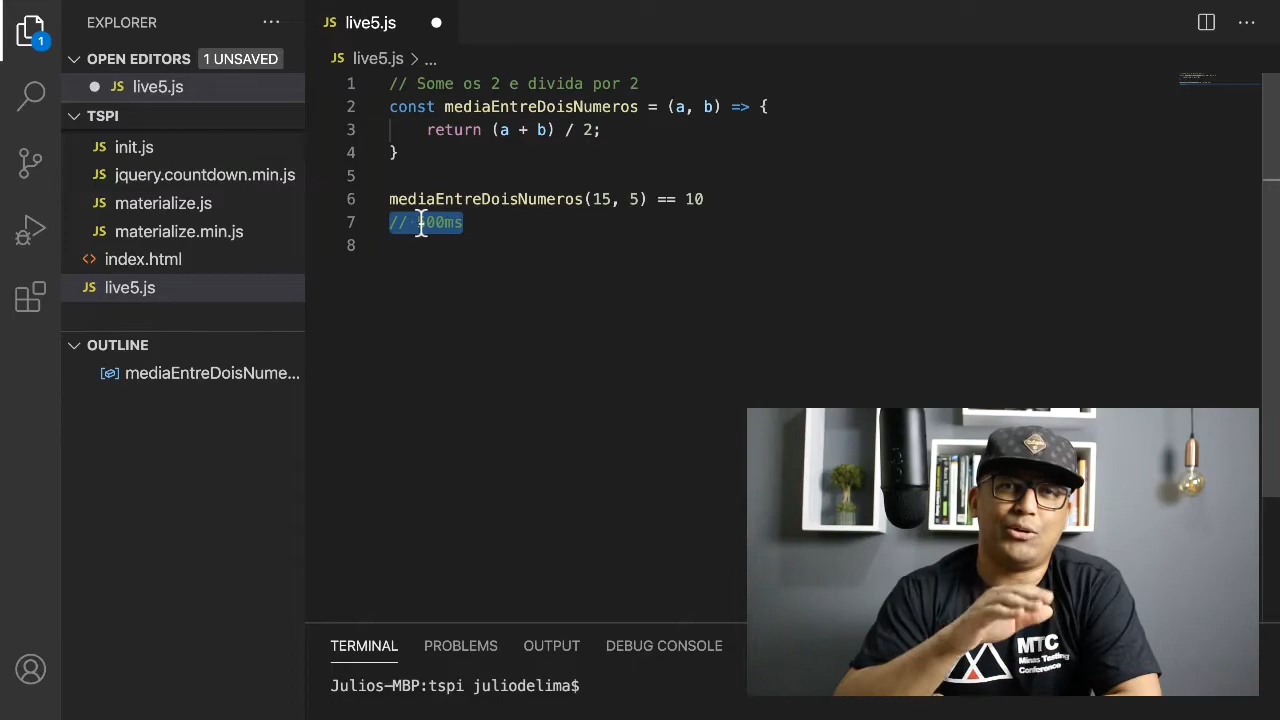 EXPLORER
...
JS live5.js
1
OPEN EDITORS 1 UNSAVED
JS live5.js
TSPI
JS init.js
JS jquery.countdown.min.js
JS materialize.js
JS materialize.min.js
<> index.html
JS live5.js
OUTLINE
mediaEntreDoisNume...
JS live5.js > ...
1 // Some os 2 e divida por 2
2 const mediaEntreDoisNumeros = (a, b) => {
3 return (a + b) / 2;
4 }
5
6 mediaEntreDoisNumeros(15, 5) == 10
7 // 00ms
8
TERMINAL PROBLEMS OUTPUT DEBUG CONSOLE
Julios-MBP:tspi juliodelima$
MTC
Minas Testing
Conference